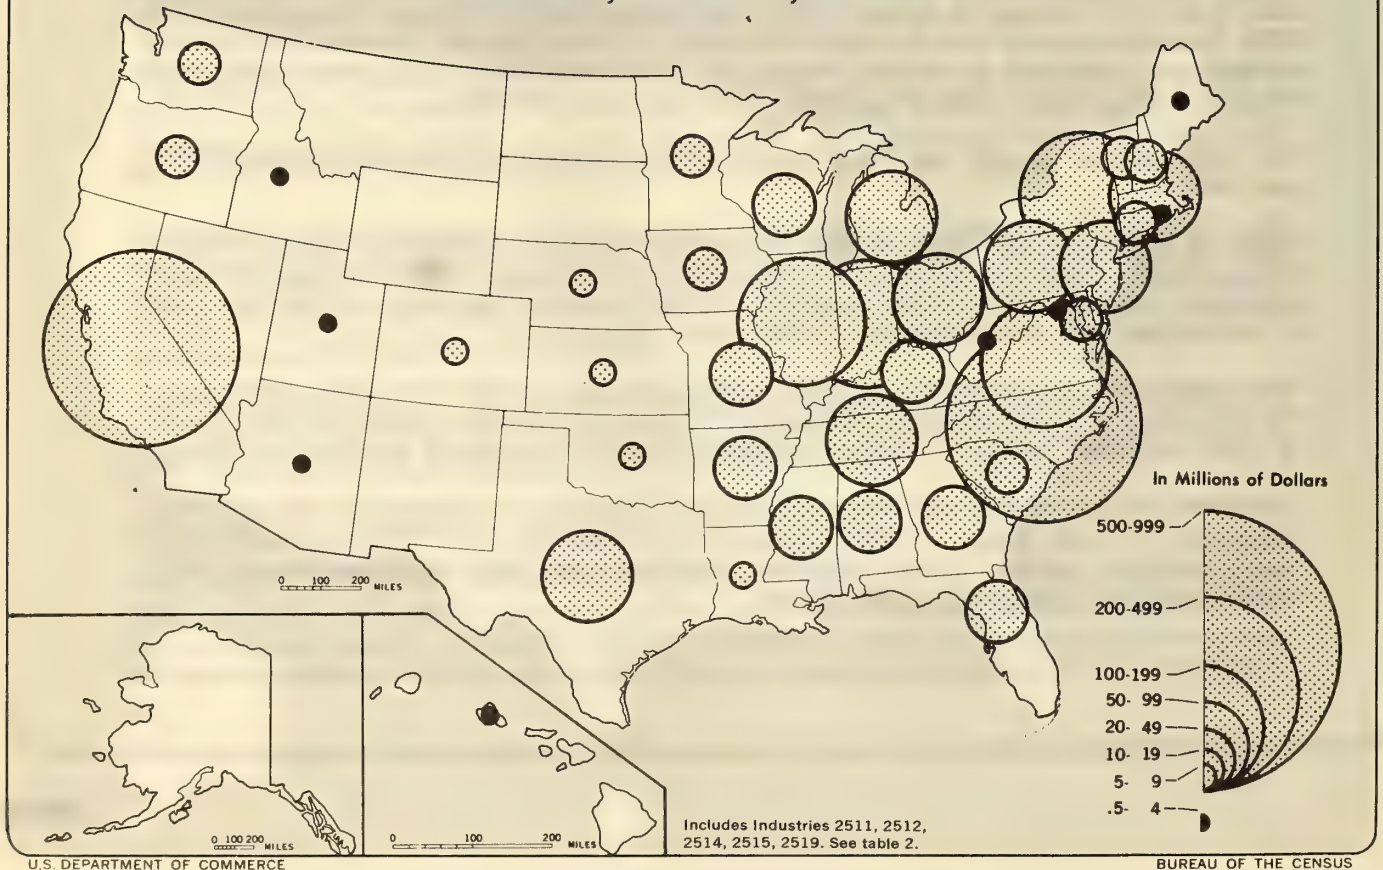 In Millions of Dollars
500-999
200-499
100-199
50- 99
20- 49
10- 19
5- 9
.5- 4
0 100 200 MILES
0 100 200 MILES
0 100 200 MILES
Includes Industries 2511, 2512,
2514, 2515, 2519. See table 2.
U.S. DEPARTMENT OF COMMERCE
BUREAU OF THE CENSUS